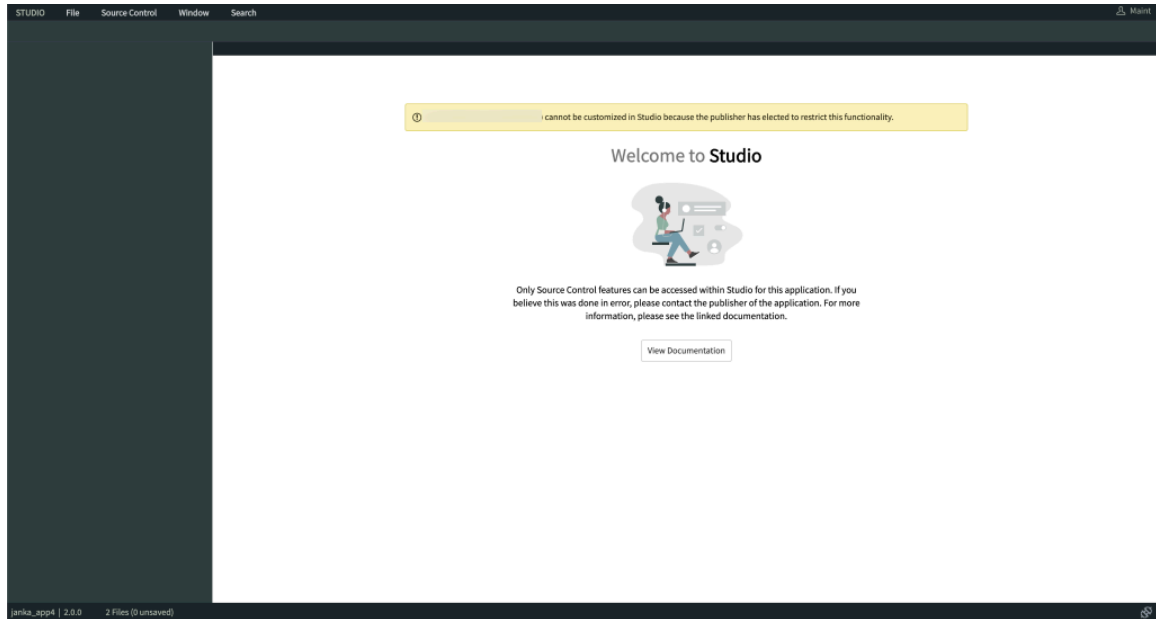 STUDIO File Source Control Window Search Maint
cannot be customized in Studio because the publisher has elected to restrict this functionality.
Welcome to Studio
Only Source Control features can be accessed within Studio for this application. If you
believe this was done in error, please contact the publisher of the application. For more
information, please see the linked documentation.
View Documentation
janka_app4 | 2.0.0 2 Files (0 unsaved)